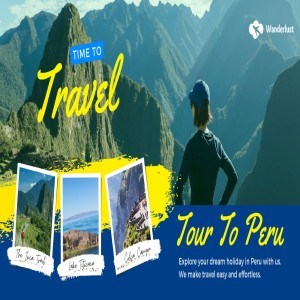 Wanderlust
TIME TO
Travel
The Inca Trail
Lake Titicaca
Colca Canyon
Tour To Peru
Explore your dream holiday in Peru with us.
We make travel easy and effortless.